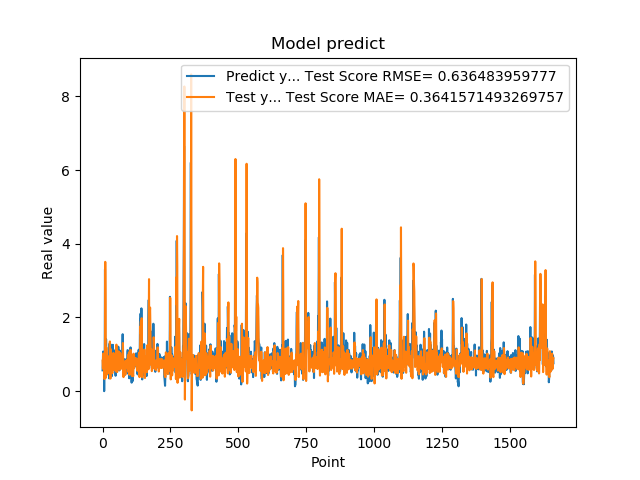 Model predict
Predict y... Test Score RMSE= 0.636483959777
Test y... Test Score MAE= 0.3641571493269757
Real value
8
6
4
2
0
0 250 500 750 1000 1250 1500
Point